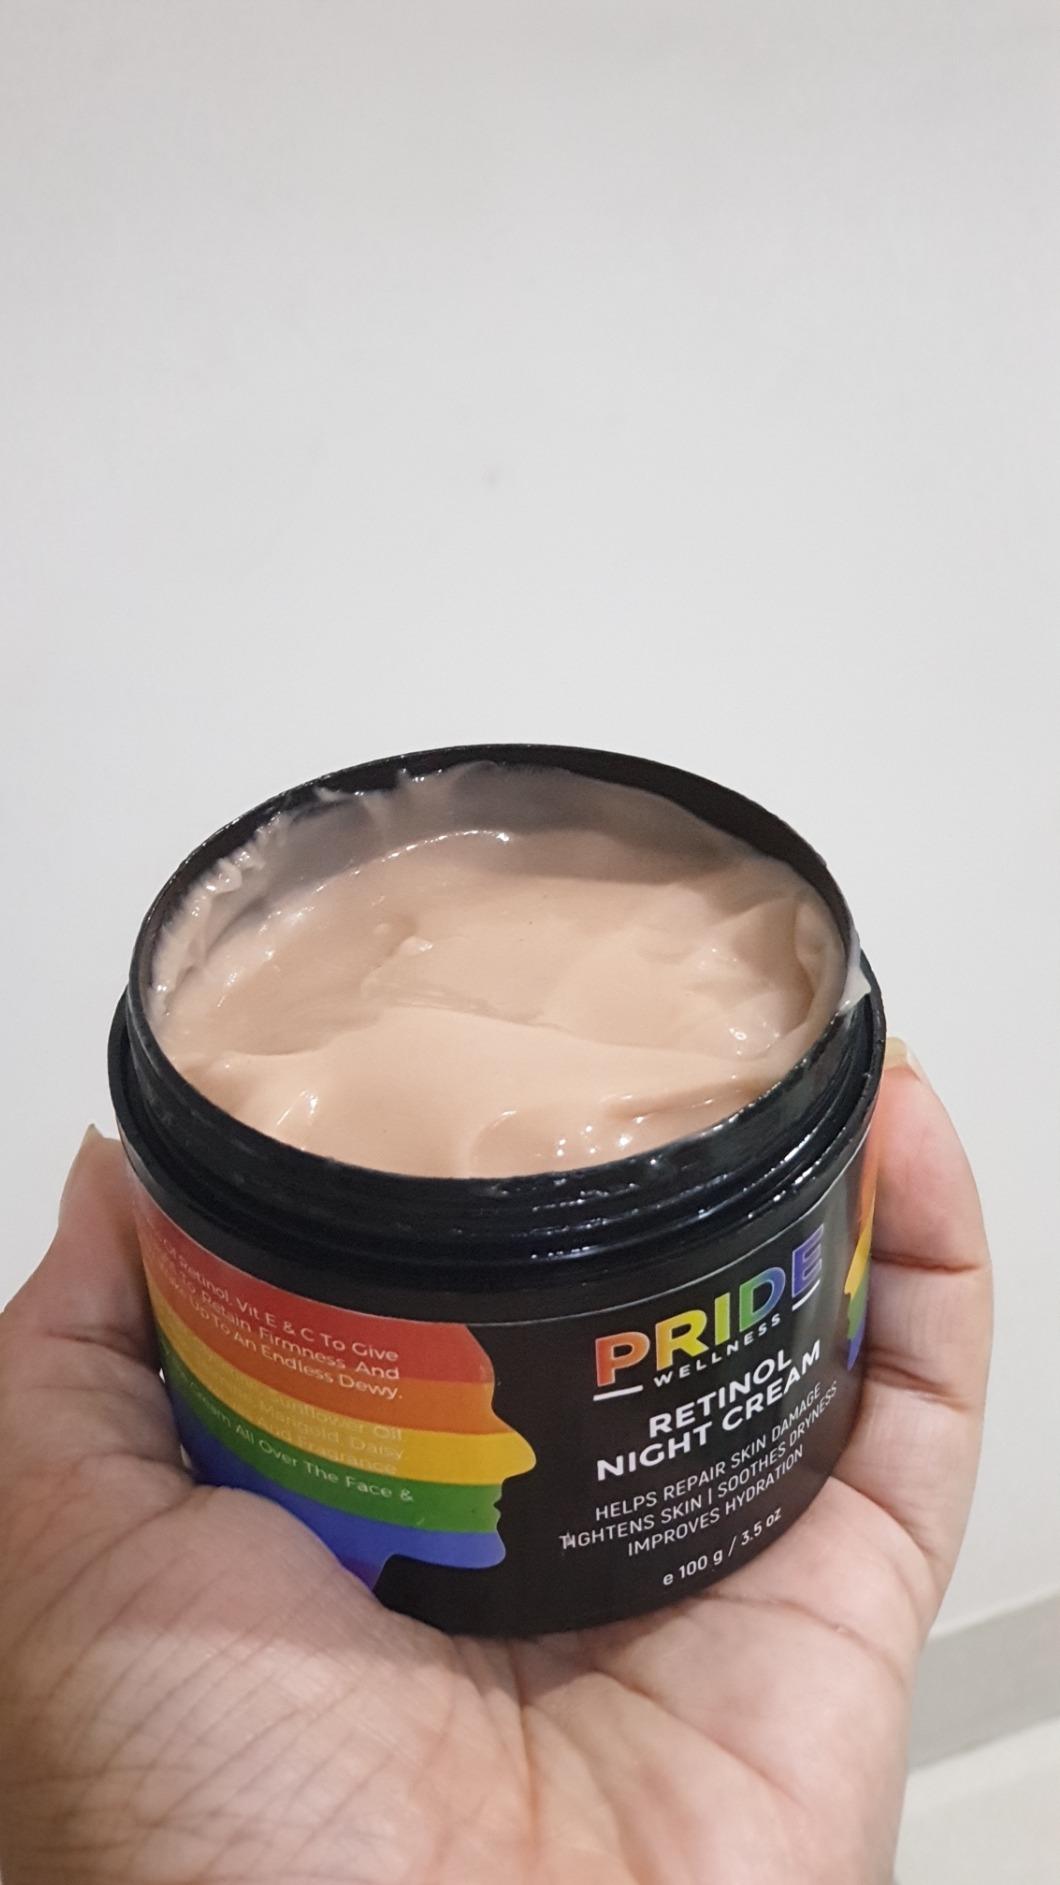 Of Retinol, Vit E & C To Give
To Retain Firmness And
Up To An Endless Dewy.
Sunflower Oil
Marigold, Daisy
And Fragrance
Cream All Over The Face &
PRIDE
WELLNESS
RETINOL
NIGHT CREAM
HELPS REPAIR SKIN DAMAGE
TIGHTENS SKIN | SOOTHES DRYNESS
IMPROVES HYDRATION
e 100 g / 3.5 oz